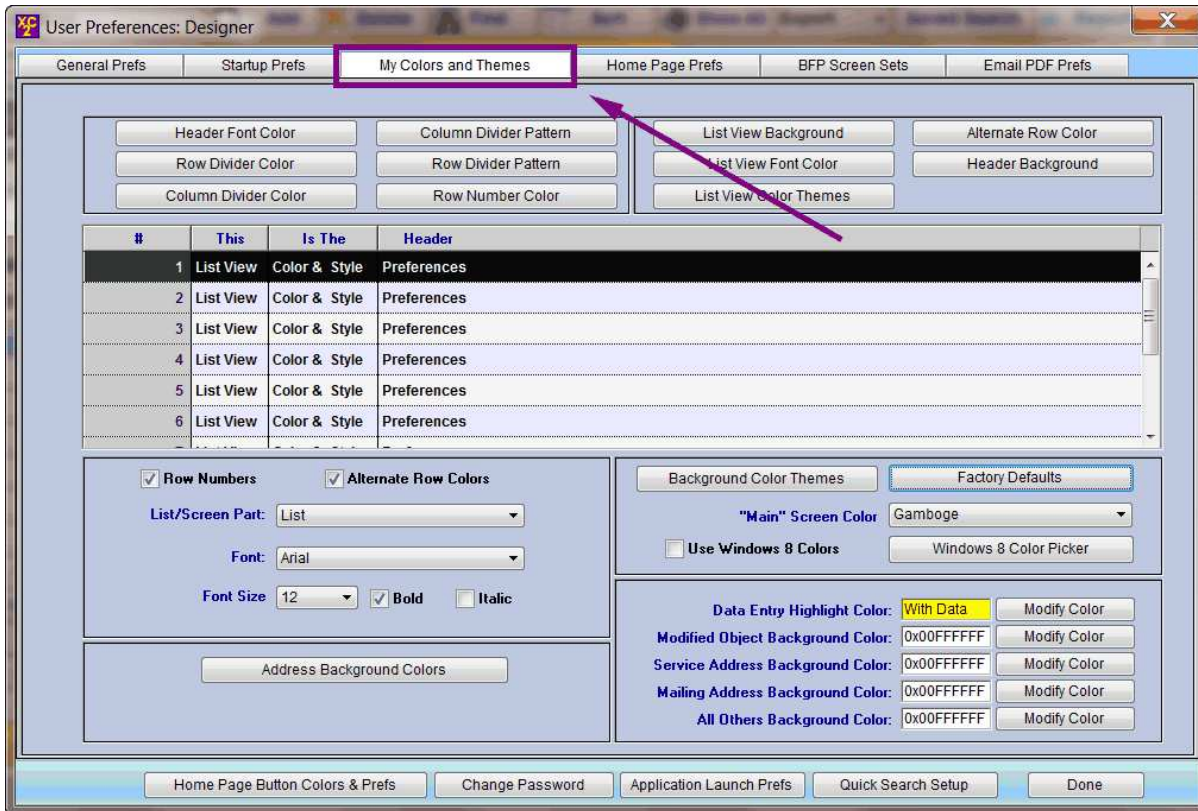 XC2
User Preferences: Designer
General Prefs Startup Prefs My Colors and Themes Home Page Prefs BFP Screen Sets Email PDF Prefs
Header Font Color Column Divider Pattern List View Background Alternate Row Color
Row Divider Color Row Divider Pattern List View Font Color Header Background
Column Divider Color Row Number Color List View Color Themes
# This Is The Header
1 List View Color & Style Preferences
2 List View Color & Style Preferences
3 List View Color & Style Preferences
4 List View Color & Style Preferences
5 List View Color & Style Preferences
6 List View Color & Style Preferences
Row Numbers Alternate Row Colors Background Color Themes Factory Defaults
List/Screen Part: List "Main" Screen Color Gamboge
Font: Arial Use Windows 8 Colors Windows 8 Color Picker
Font Size 12 Bold Italic
Data Entry Highlight Color: With Data Modify Color
Modified Object Background Color: 0x00FFFFFF Modify Color
Address Background Colors Service Address Background Color: 0x00FFFFFF Modify Color
Mailing Address Background Color: 0x00FFFFFF Modify Color
All Others Background Color: 0x00FFFFFF Modify Color
Home Page Button Colors & Prefs Change Password Application Launch Prefs Quick Search Setup Done